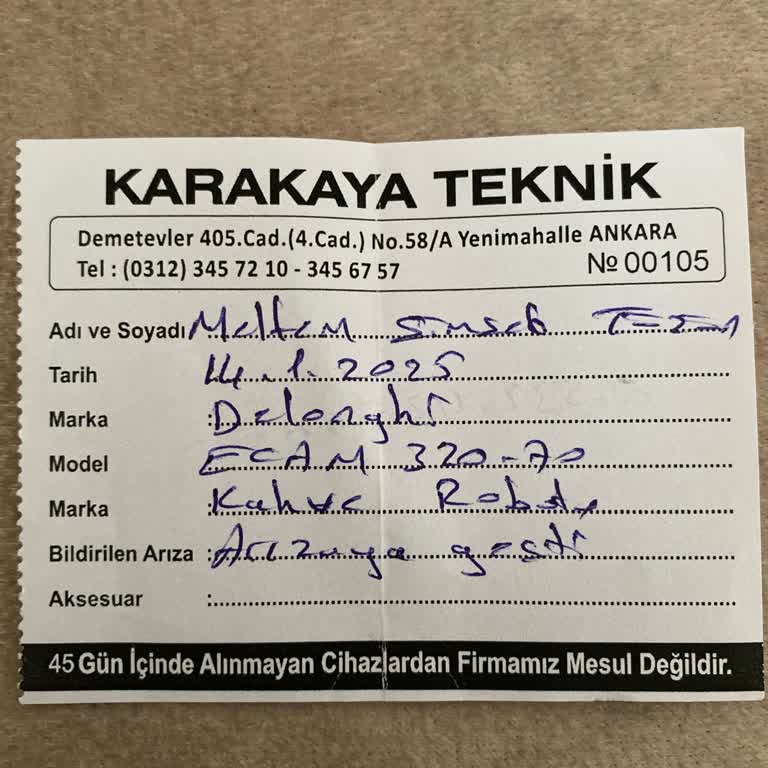 KARAKAYA TEKNİK
Demetevler 405.Cad.(4.Cad.) No.58/A Yenimahalle ANKARA
Tel : (0312) 345 72 10 - 345 67 57 № 00105
Adı ve Soyadı Meltem
Tarih 14.1.2025
Marka : Delonghi
Model ECAM 320-70
Marka : Kahve Robotu
Bildirilen Arıza : Arızaya geçti
Aksesuar :
45 Gün İçinde Alınmayan Cihazlardan Firmamız Mesul Değildir.